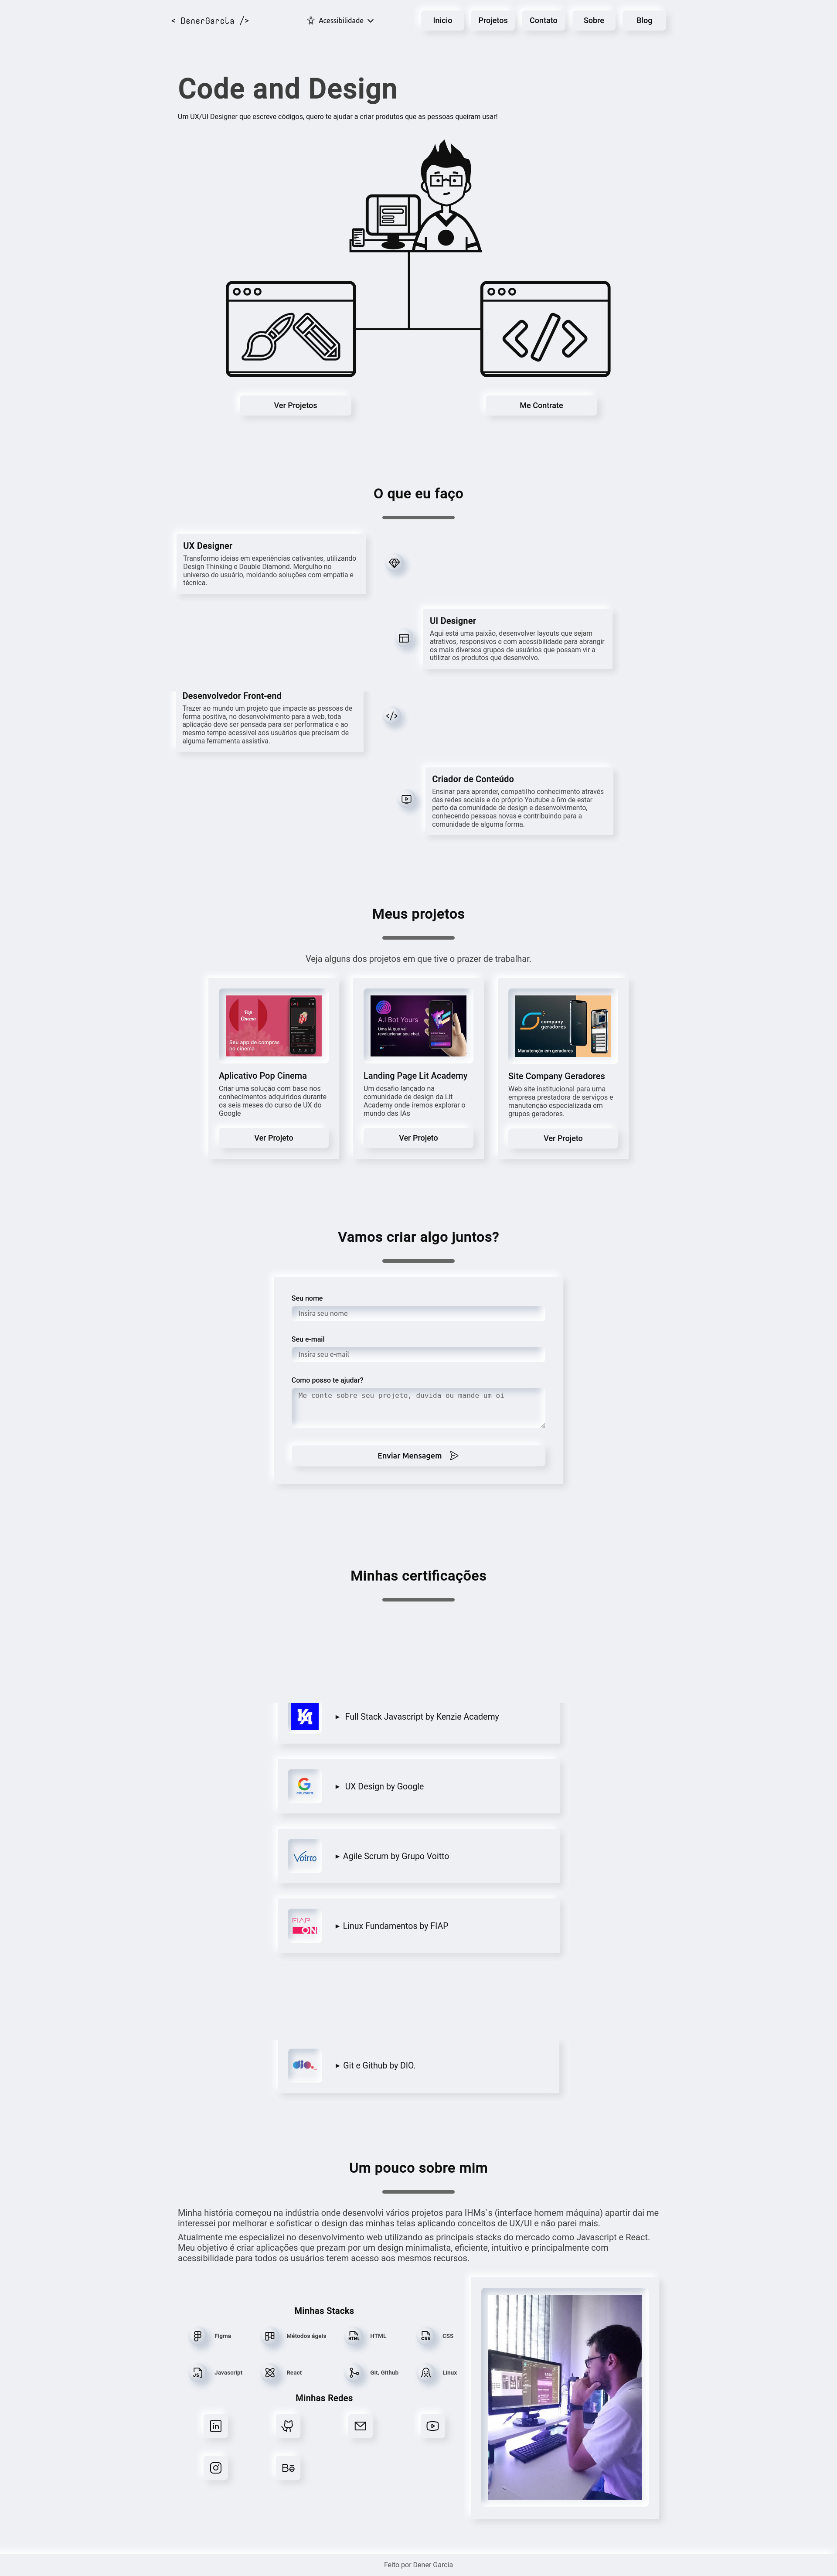 < DenerGarcia />
Acessibilidade
Inicio
Projetos
Contato
Sobre
Blog
Code and Design
Um UX/UI Designer que escreve códigos, quero te ajudar a criar produtos que as pessoas queiram usar!
Ver Projetos
Me Contrate
O que eu faço
UX Designer
Transformo ideias em experiências cativantes, utilizando
Design Thinking e Double Diamond. Mergulho no
universo do usuário, moldando soluções com empatia e
técnica.
UI Designer
Aqui está uma paixão, desenvolver layouts que sejam
atrativos, responsivos e com acessibilidade para abrangir
os mais diversos grupos de usuários que possam vir a
utilizar os produtos que desenvolvo.
Desenvolvedor Front-end
Trazer ao mundo um projeto que impacte as pessoas de
forma positiva, no desenvolvimento para a web, toda
aplicação deve ser pensada para ser performatica e ao
mesmo tempo acessível aos usuários que precisam de
alguma ferramenta assistiva.
Criador de Conteúdo
Ensinar para aprender, compatilho conhecimento através
das redes sociais e do próprio Youtube a fim de estar
perto da comunidade de design e desenvolvimento,
conhecendo pessoas novas e contribuindo para a
comunidade de alguma forma.
Meus projetos
Veja alguns dos projetos em que tive o prazer de trabalhar.
Pop
Cinema
Seu app de compras
no cinema
Aplicativo Pop Cinema
Criar uma solução com base nos
conhecimentos adquiridos durante
os seis meses do curso de UX do
Google
Ver Projeto
A.I Bot Yours
Uma IA que vai
revolucionar seu chat.
Landing Page Lit Academy
Um desafio lançado na
comunidade de design da Lit
Academy onde iremos explorar o
mundo das IAs
Ver Projeto
company
geradores
Manutenção em geradores
Site Company Geradores
Web site institucional para uma
empresa prestadora de serviços e
manutenção especializada em
grupos geradores.
Ver Projeto
Vamos criar algo juntos?
Seu nome
Insira seu nome
Seu e-mail
Insira seu e-mail
Como posso te ajudar?
Me conte sobre seu projeto, duvida ou mande um oi
Enviar Mensagem
Minhas certificações
Full Stack Javascript by Kenzie Academy
coursera
UX Design by Google
Voitto
Agile Scrum by Grupo Voitto
FIAP
ON
Linux Fundamentos by FIAP
dio.
Git e Github by DIO.
Um pouco sobre mim
Minha história começou na indústria onde desenvolvi vários projetos para IHMs`s (interface homem máquina) apartir dai me
interessei por melhorar e sofisticar o design das minhas telas aplicando conceitos de UX/UI e não parei mais.
Atualmente me especializei no desenvolvimento web utilizando as principais stacks do mercado como Javascript e React.
Meu objetivo é criar aplicações que prezam por um design minimalista, eficiente, intuitivo e principalmente com
acessibilidade para todos os usuários terem acesso aos mesmos recursos.
Minhas Stacks
Figma
Métodos ágeis
HTML
HTML
CSS
CSS
JS
Javascript
React
Git, Github
Linux
Minhas Redes
in
Bē
Feito por Dener Garcia